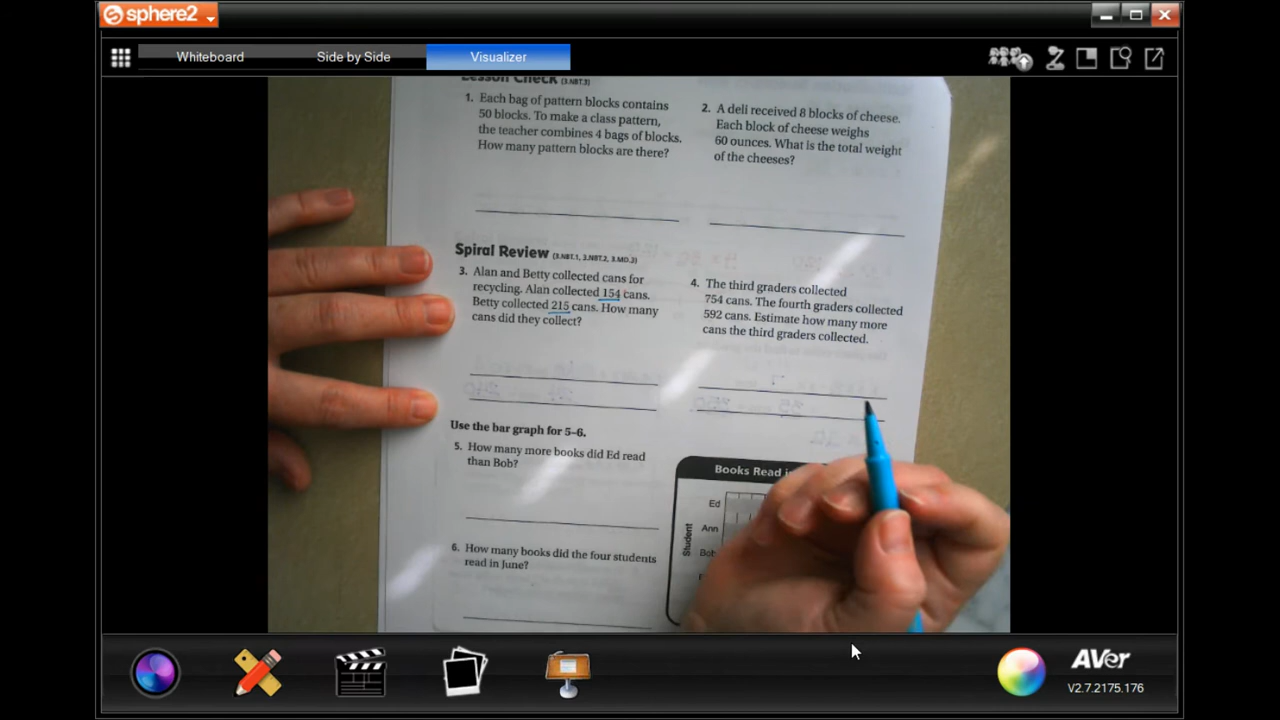 sphere2
Whiteboard
Side by Side
Visualizer
Lesson Check (3.NBT.3)
1. Each bag of pattern blocks contains
50 blocks. To make a class pattern,
the teacher combines 4 bags of blocks.
How many pattern blocks are there?
2. A deli received 8 blocks of cheese.
Each block of cheese weighs
60 ounces. What is the total weight
of the cheeses?
Spiral Review (3.NBT.1, 3.NBT.2, 3.MD.3)
3. Alan and Betty collected cans for
recycling. Alan collected 154 cans.
Betty collected 215 cans. How many
cans did they collect?
4. The third graders collected
754 cans. The fourth graders collected
592 cans. Estimate how many more
cans the third graders collected.
Use the bar graph for 5–6.
5. How many more books did Ed read
than Bob?
6. How many books did the four students
read in June?
Books Read
Student
Ed
Ann
Bob
AVer
V2.7.2175.176